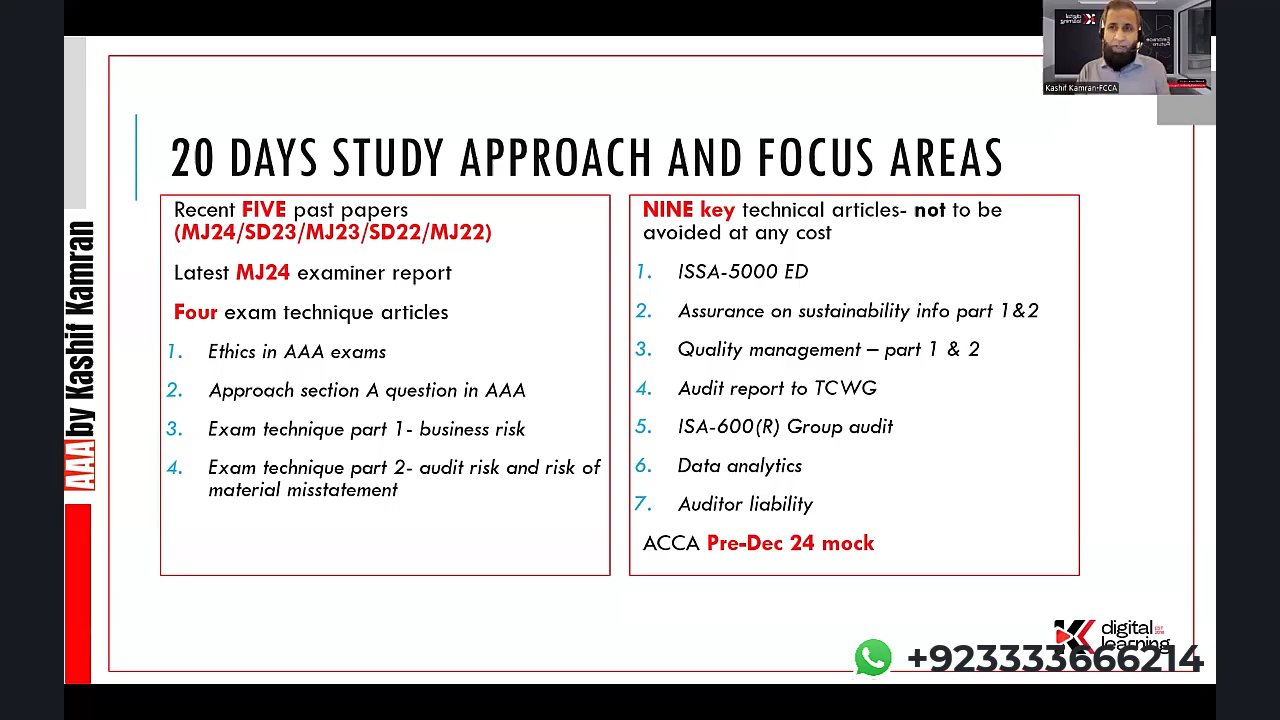 digital
learning
Embrace
Future
Kashif Kamran-FCCA
20 DAYS STUDY APPROACH AND FOCUS AREAS
Recent FIVE past papers
(MJ24/SD23/MJ23/SD22/MJ22)
Latest MJ24 examiner report
Four exam technique articles
1. Ethics in AAA exams
2. Approach section A question in AAA
3. Exam technique part 1- business risk
4. Exam technique part 2- audit risk and risk of
material misstatement
NINE key technical articles- not to be
avoided at any cost
1. ISSA-5000 ED
2. Assurance on sustainability info part 1&2
3. Quality management – part 1 & 2
4. Audit report to TCWG
5. ISA-600(R) Group audit
6. Data analytics
7. Auditor liability
ACCA Pre-Dec 24 mock
AAA by Kashif Kamran
K digital
learning
+923333666214